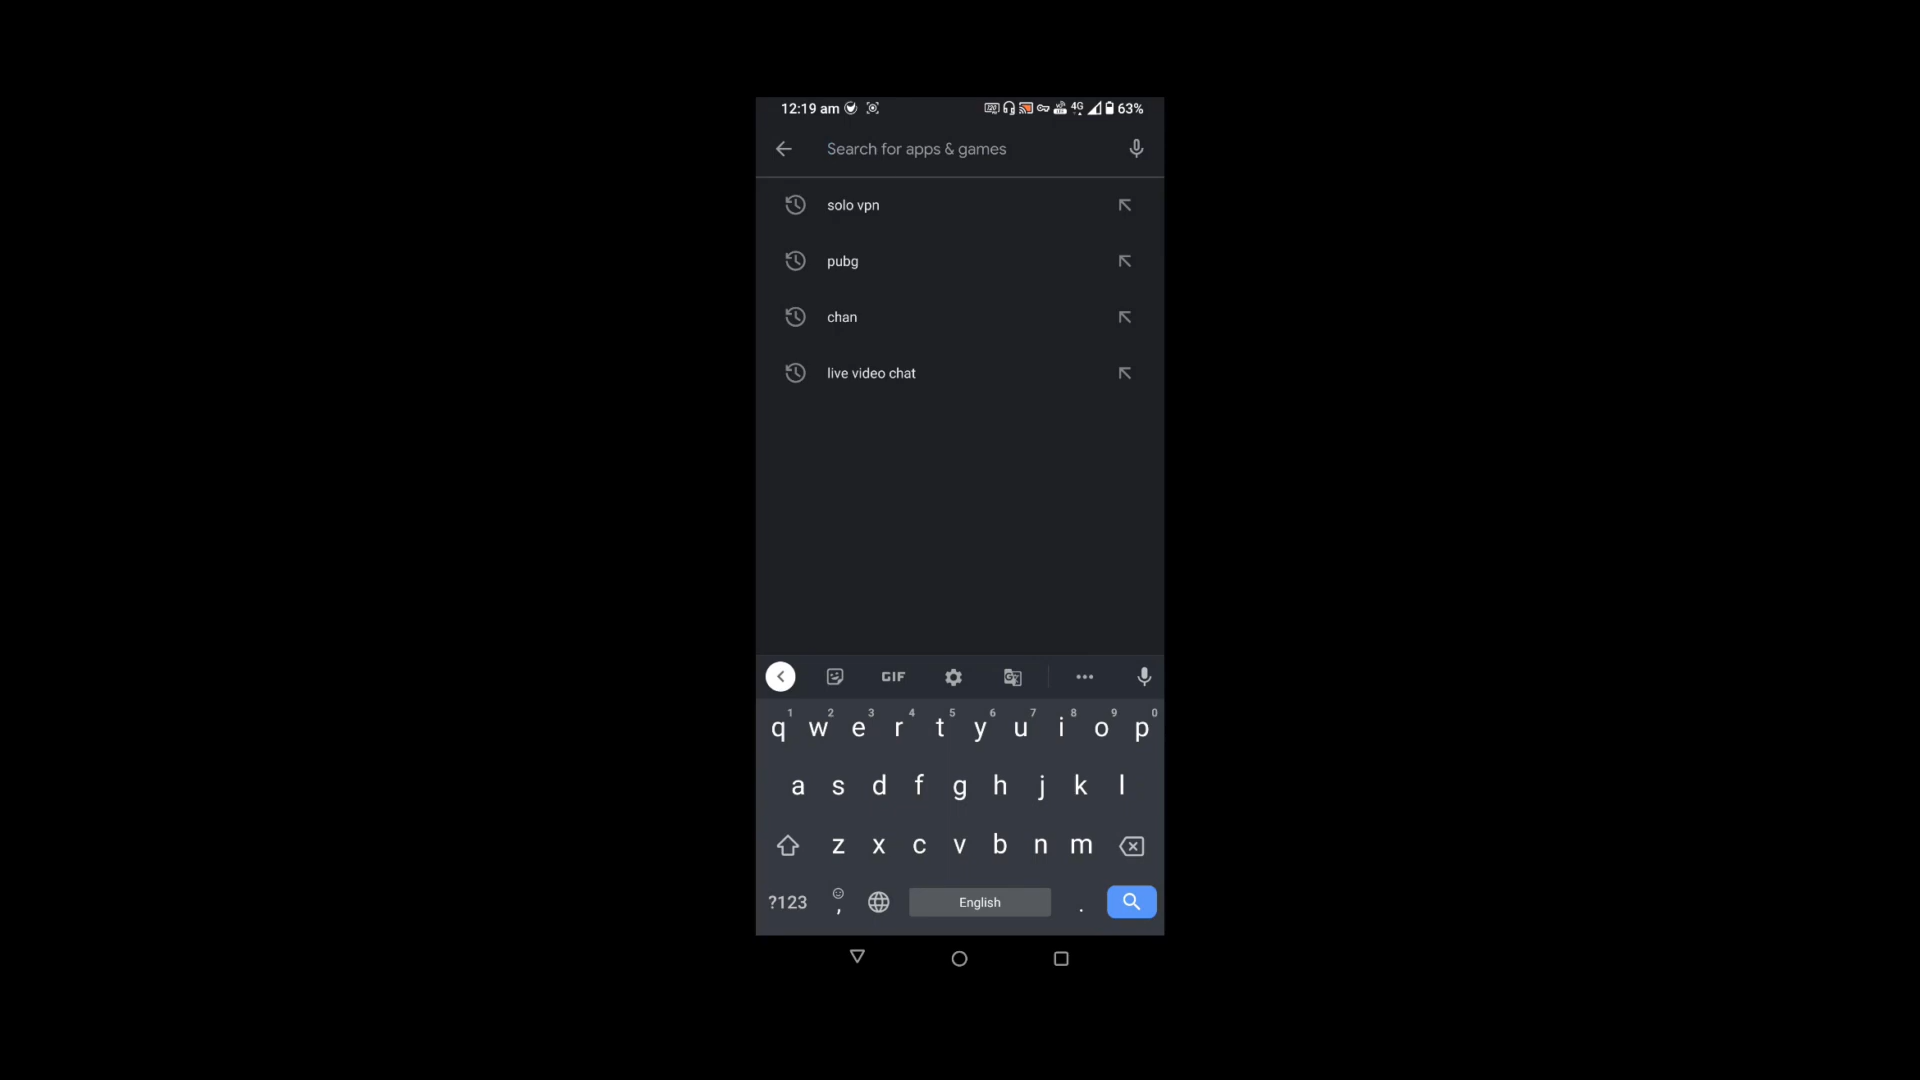 12:19 am 4G 63%
Search for apps & games
solo vpn
pubg
chan
live video chat
GIF
1 2 3 4 5 6 7 8 9 0
q w e r t y u i o p
a s d f g h j k l
z x c v b n m
?123 , English .